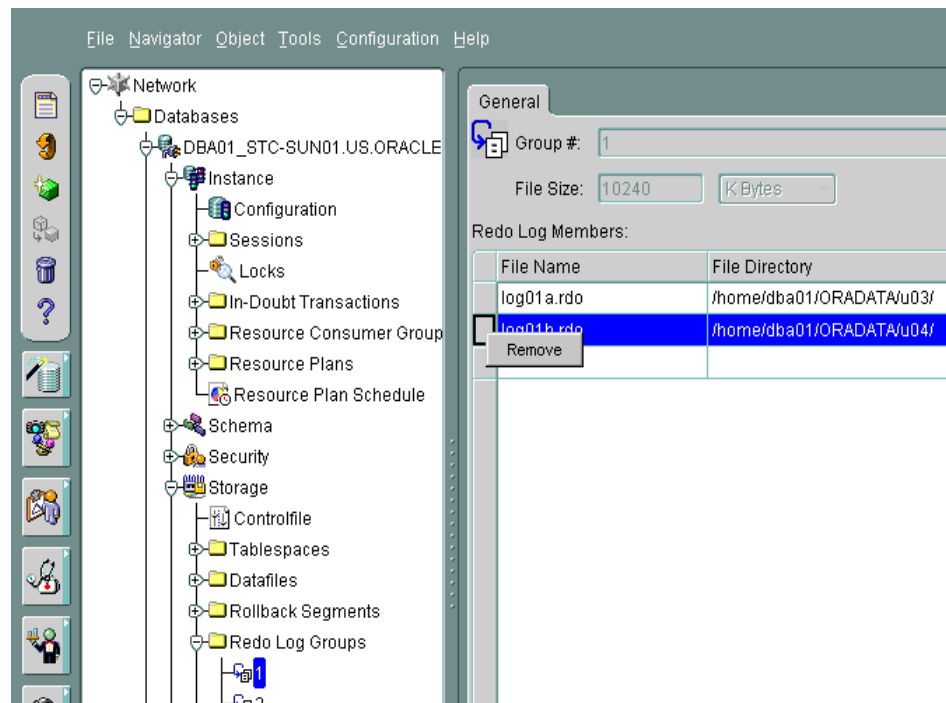 File Navigator Object Tools Configuration Help
Network
Databases
DBA01_STC-SUN01.US.ORACLE
Instance
Configuration
Sessions
Locks
In-Doubt Transactions
Resource Consumer Group
Resource Plans
Resource Plan Schedule
Schema
Security
Storage
Controlfile
Tablespaces
Datafiles
Rollback Segments
Redo Log Groups
1
2
General
Group #: 1
File Size: 10240 K Bytes
Redo Log Members:
File Name File Directory
log01a.rdo /home/dba01/ORADATA/u03/
log01b.rdo /home/dba01/ORADATA/u04/
Remove